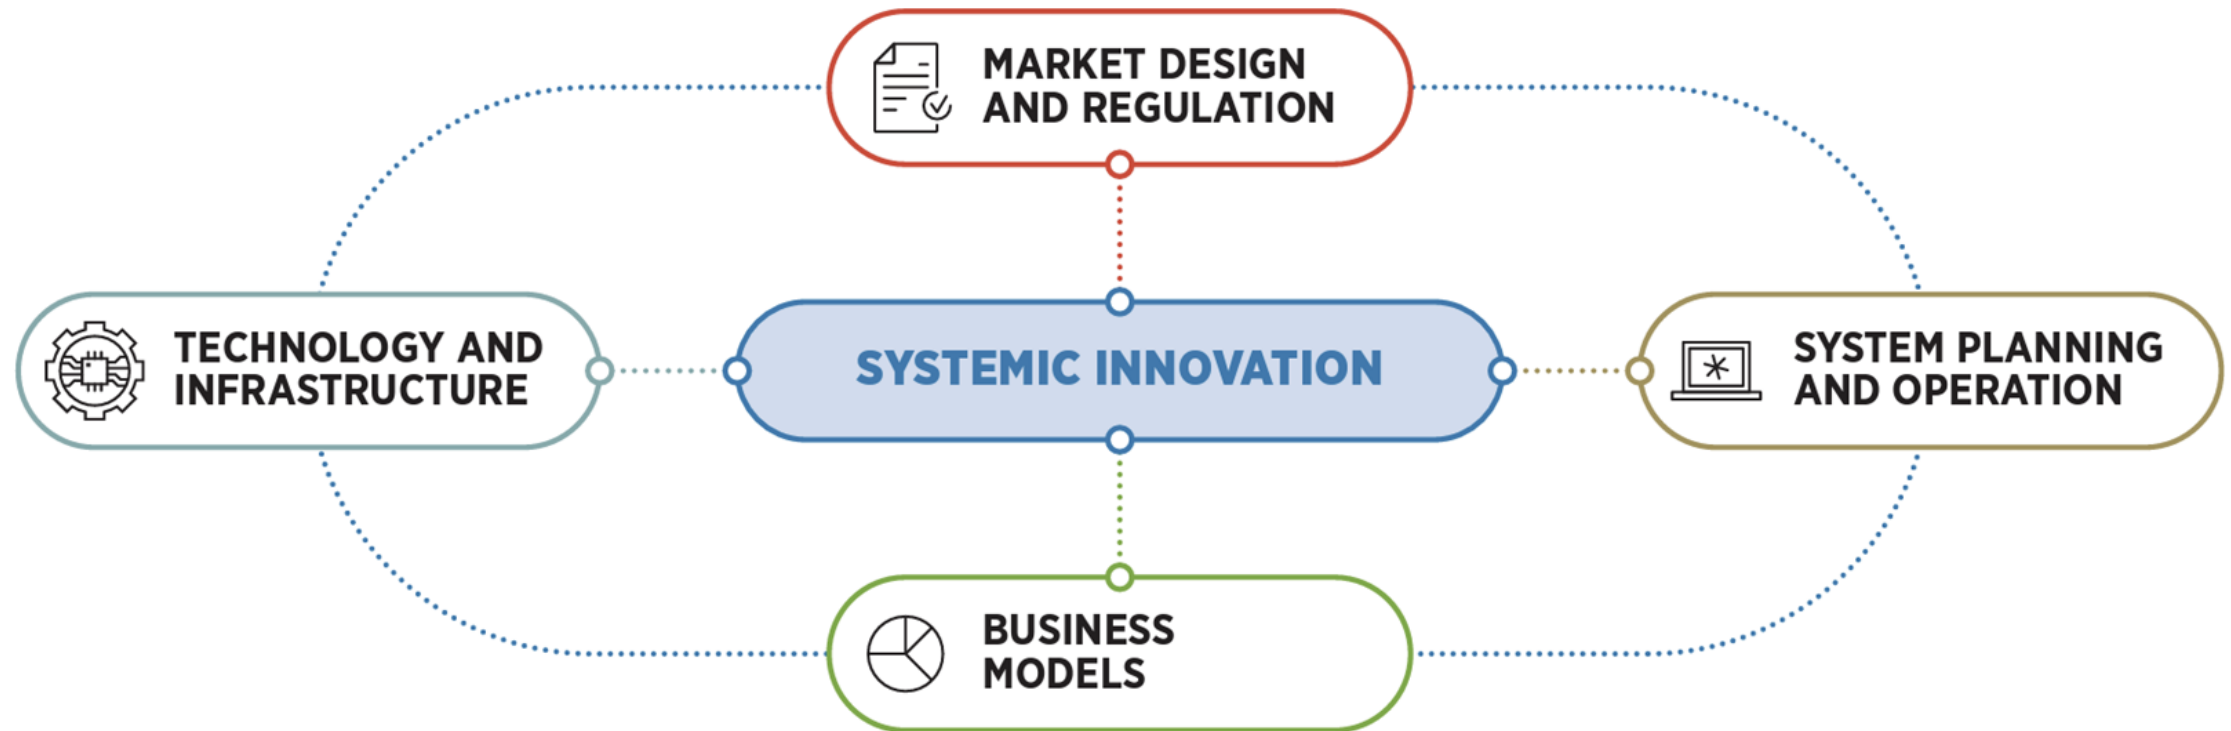 MARKET DESIGN
AND REGULATION
TECHNOLOGY AND
INFRASTRUCTURE
SYSTEMIC INNOVATION
SYSTEM PLANNING
AND OPERATION
BUSINESS
MODELS